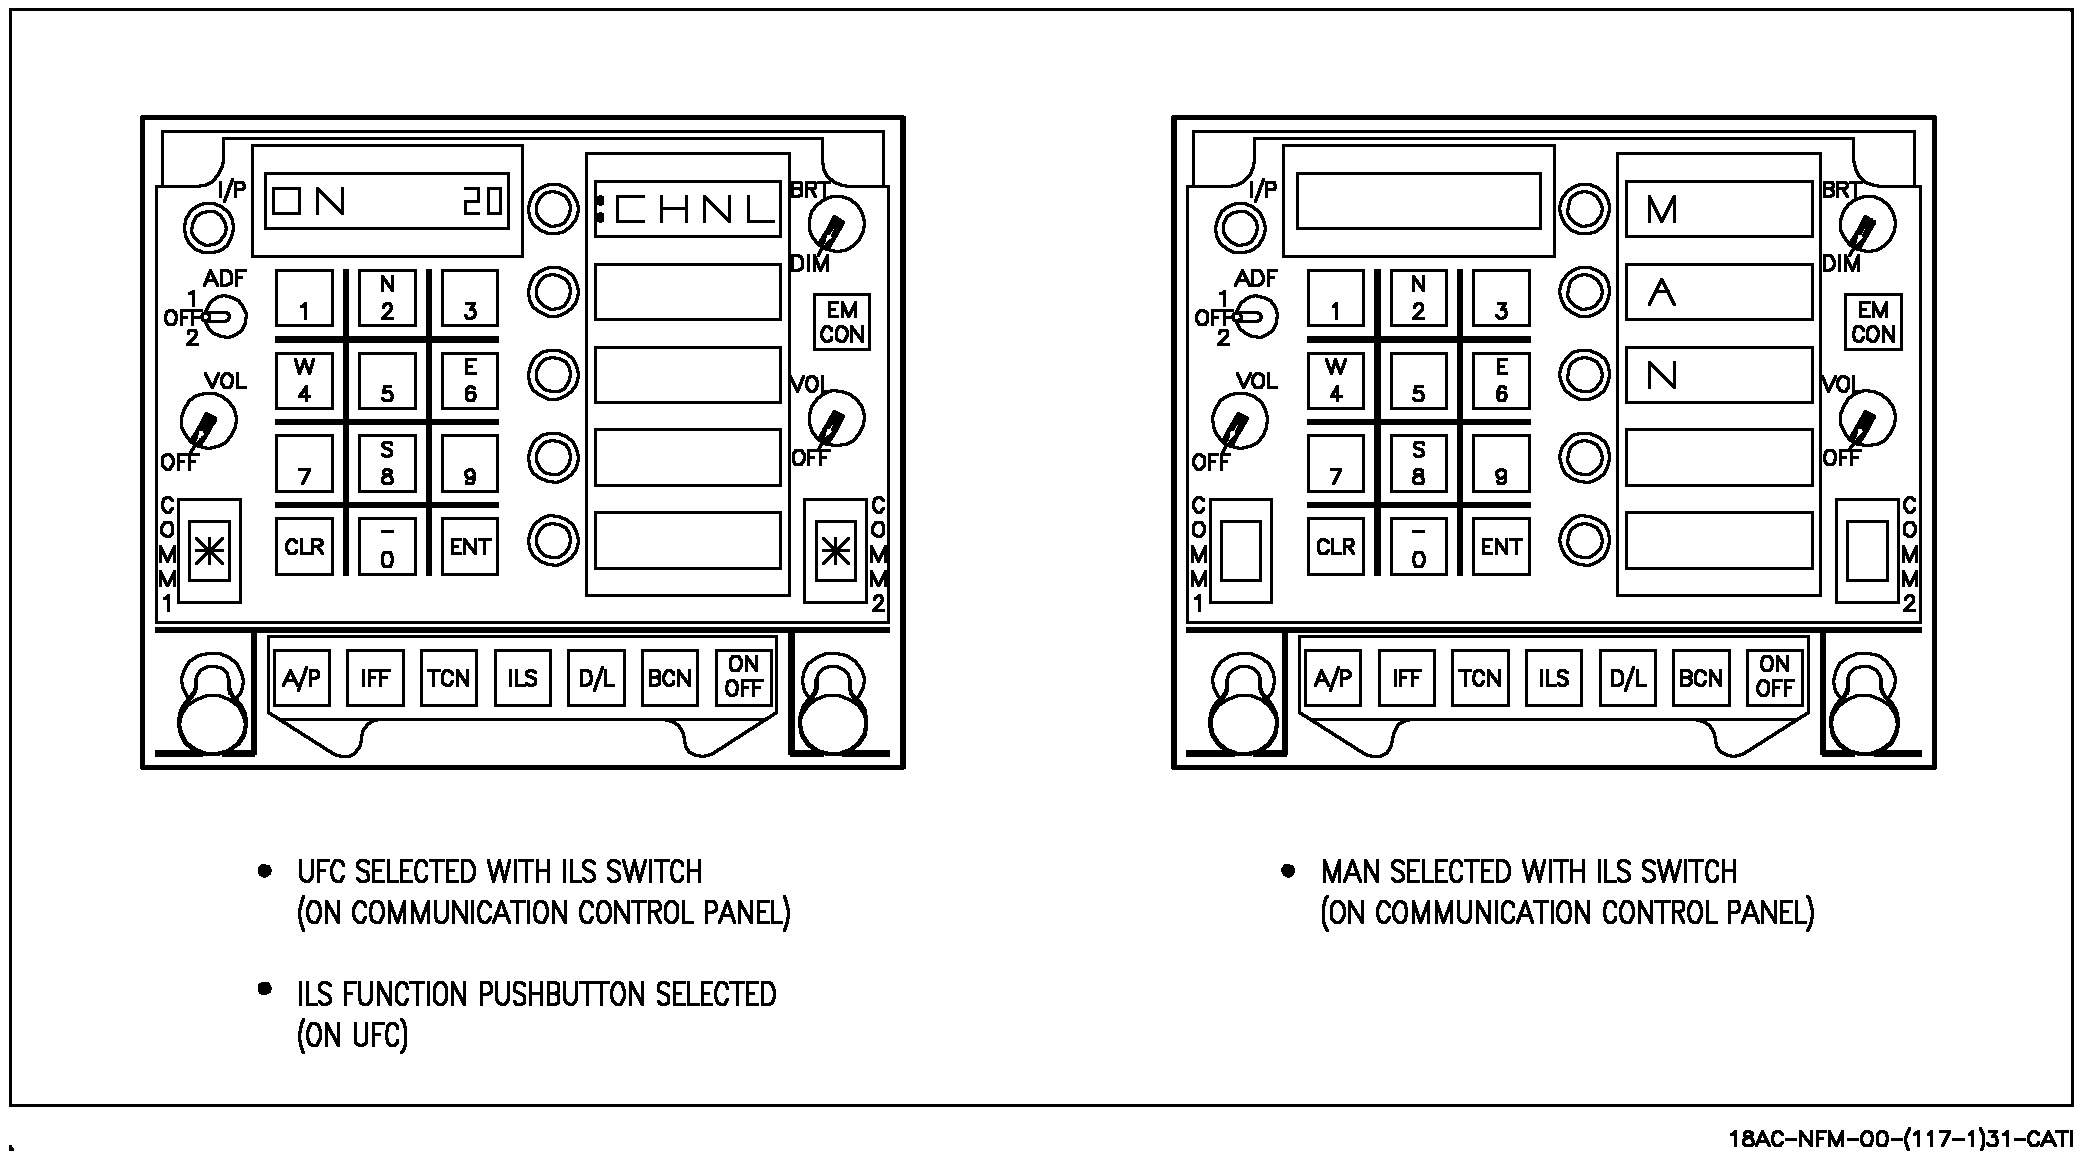 I/P
ON 20
:CHNL
BRT
DIM
ADF
1
OFF
2
1
N
2
3
EM
CON
VOL
OFF
W
4
5
E
6
VOL
OFF
7
S
8
9
COMM1
CLR
–
0
ENT
COMM2
A/P IFF TCN ILS D/L BCN ON
OFF
I/P
M
BRT
DIM
ADF
1
OFF
2
1
N
2
3
A
EM
CON
VOL
OFF
W
4
5
E
6
N
VOL
OFF
7
S
8
9
COMM1
CLR
–
0
ENT
COMM2
A/P IFF TCN ILS D/L BCN ON
OFF
• UFC SELECTED WITH ILS SWITCH
(ON COMMUNICATION CONTROL PANEL)
• ILS FUNCTION PUSHBUTTON SELECTED
(ON UFC)
• MAN SELECTED WITH ILS SWITCH
(ON COMMUNICATION CONTROL PANEL)
18AC-NFM-00-(117-1)31-CATI